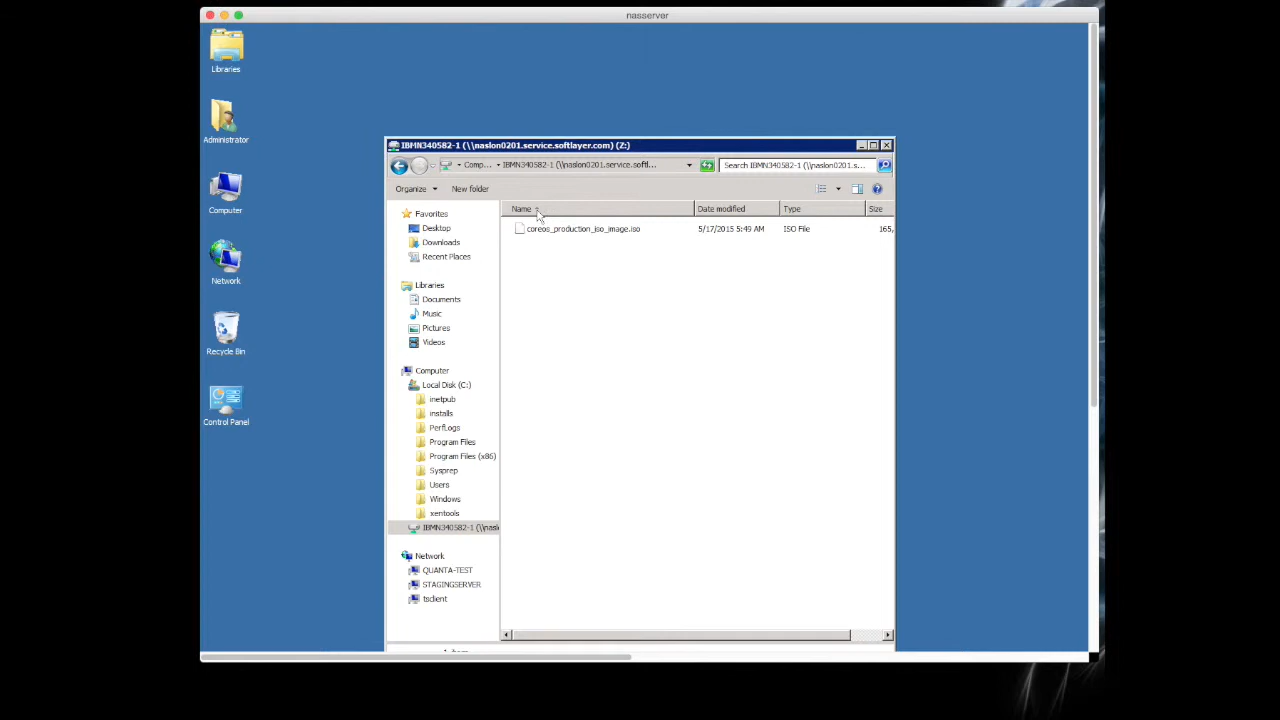 nasserver
Libraries
Administrator
Computer
Network
Recycle Bin
Control Panel
IBMN340582-1 (\\naslon0201.service.softlayer.com) (Z:)
Comp... IBMN340582-1 (\\naslon0201.service.softl...
Search IBMN340582-1 (\\naslon0201.s...
Organize New folder
Favorites
Desktop
Downloads
Recent Places
Libraries
Documents
Music
Pictures
Videos
Computer
Local Disk (C:)
inetpub
installs
PerfLogs
Program Files
Program Files (x86)
Sysprep
Users
Windows
xentools
IBMN340582-1 (\\nasl
Network
QUANTA-TEST
STAGINGSERVER
tsclient
Name Date modified Type Size
coreos_production_iso_image.iso 5/17/2015 5:49 AM ISO File 165,